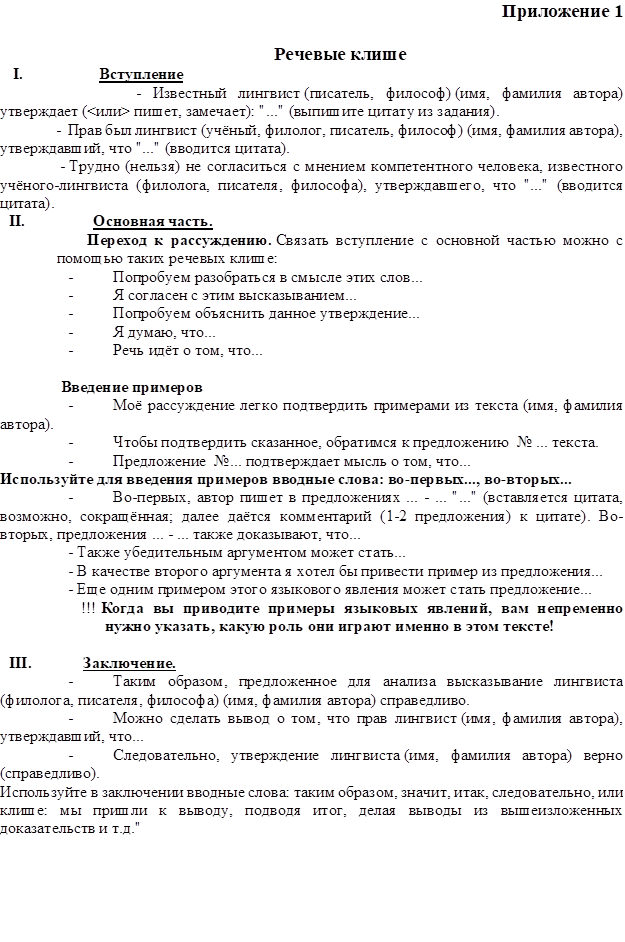 Приложение 1
Речевые клише
I. Вступление
- Известный лингвист (писатель, философ) (имя, фамилия автора)
утверждает (<или> пишет, замечает): "..." (выпишите цитату из задания).
- Прав был лингвист (учёный, филолог, писатель, философ) (имя, фамилия автора),
утверждавший, что "..." (вводится цитата).
- Трудно (нельзя) не согласиться с мнением компетентного человека, известного
учёного-лингвиста (филолога, писателя, философа), утверждавшего, что "..." (вводится
цитата).
II. Основная часть.
Переход к рассуждению. Связать вступление с основной частью можно с
помощью таких речевых клише:
- Попробуем разобраться в смысле этих слов...
- Я согласен с этим высказыванием...
- Попробуем объяснить данное утверждение...
- Я думаю, что...
- Речь идёт о том, что...
Введение примеров
- Моё рассуждение легко подтвердить примерами из текста (имя, фамилия
автора).
- Чтобы подтвердить сказанное, обратимся к предложению № ... текста.
- Предложение №... подтверждает мысль о том, что...
Используйте для введения примеров вводные слова: во-первых..., во-вторых...
- Во-первых, автор пишет в предложениях ... - ... "..." (вставляется цитата,
возможно, сокращённая; далее даётся комментарий (1-2 предложения) к цитате). Во-
вторых, предложения ... - ... также доказывают, что...
- Также убедительным аргументом может стать...
- В качестве второго аргумента я хотел бы привести пример из предложения...
- Еще одним примером этого языкового явления может стать предложение...
!!! Когда вы приводите примеры языковых явлений, вам непременно
нужно указать, какую роль они играют именно в этом тексте!
III. Заключение.
- Таким образом, предложенное для анализа высказывание лингвиста
(филолога, писателя, философа) (имя, фамилия автора) справедливо.
- Можно сделать вывод о том, что прав лингвист (имя, фамилия автора),
утверждавший, что...
- Следовательно, утверждение лингвиста (имя, фамилия автора) верно
(справедливо).
Используйте в заключении вводные слова: таким образом, значит, итак, следовательно, или
клише: мы пришли к выводу, подводя итог, делая выводы из вышеизложенных
доказательств и т.д."